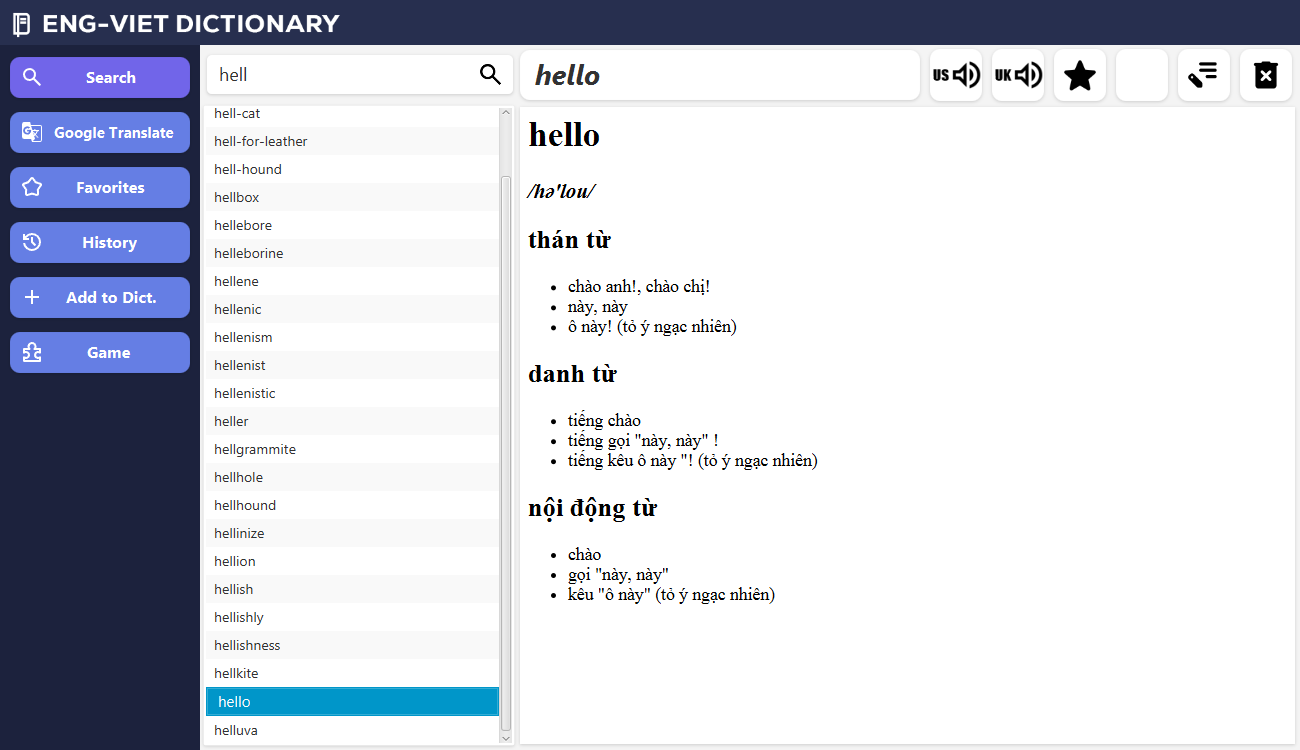 ENG-VIET DICTIONARY
Search
Google Translate
Favorites
History
Add to Dict.
Game
hell
hell-cat
hell-for-leather
hell-hound
hellbox
hellebore
helleborine
hellene
hellenic
hellenism
hellenist
hellenistic
heller
hellgrammite
hellhole
hellhound
hellinize
hellion
hellish
hellishly
hellishness
hellkite
hello
helluva
hello
US
UK
hello
/hə'lou/
thán từ
• chào anh!, chào chị!
• này, này
• ô này! (tỏ ý ngạc nhiên)
danh từ
• tiếng chào
• tiếng gọi "này, này" !
• tiếng kêu ô này "! (tỏ ý ngạc nhiên)
nội động từ
• chào
• gọi "này, này"
• kêu "ô này" (tỏ ý ngạc nhiên)